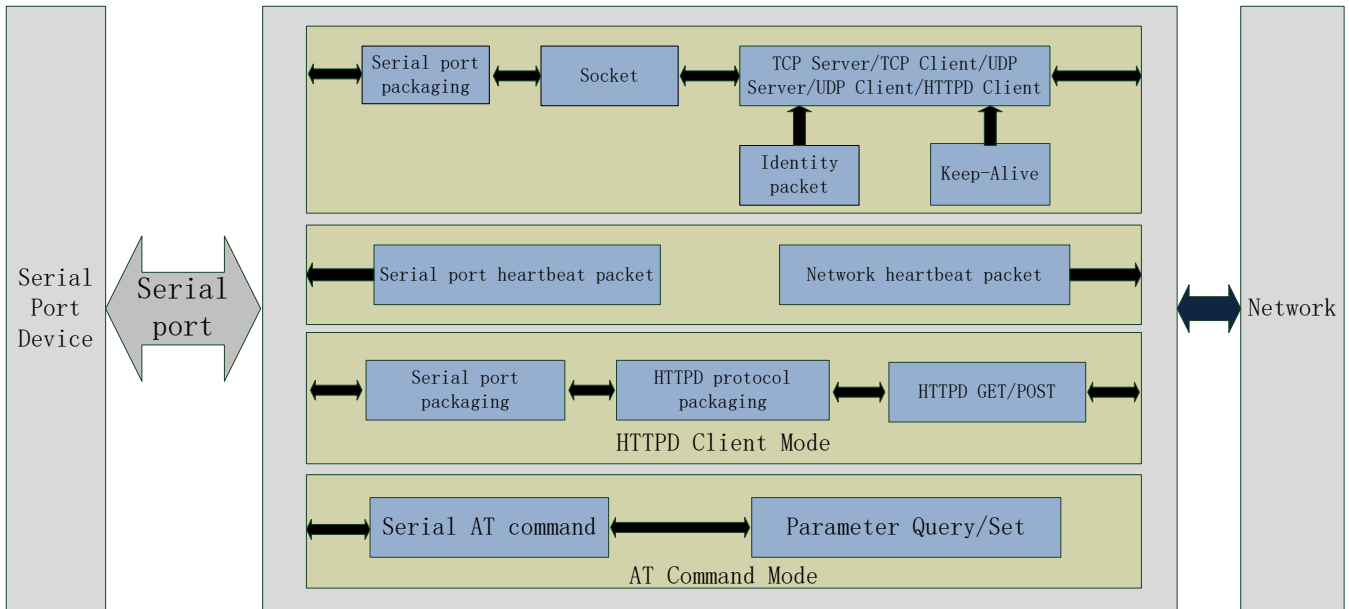 Serial
Port
Device
Serial
port
Serial port
packaging
Socket
TCP Server/TCP Client/UDP
Server/UDP Client/HTTPD Client
Identity
packet
Keep-Alive
Serial port heartbeat packet
Network heartbeat packet
Serial port
packaging
HTTPD protocol
packaging
HTTPD GET/POST
HTTPD Client Mode
Serial AT command
Parameter Query/Set
AT Command Mode
Network